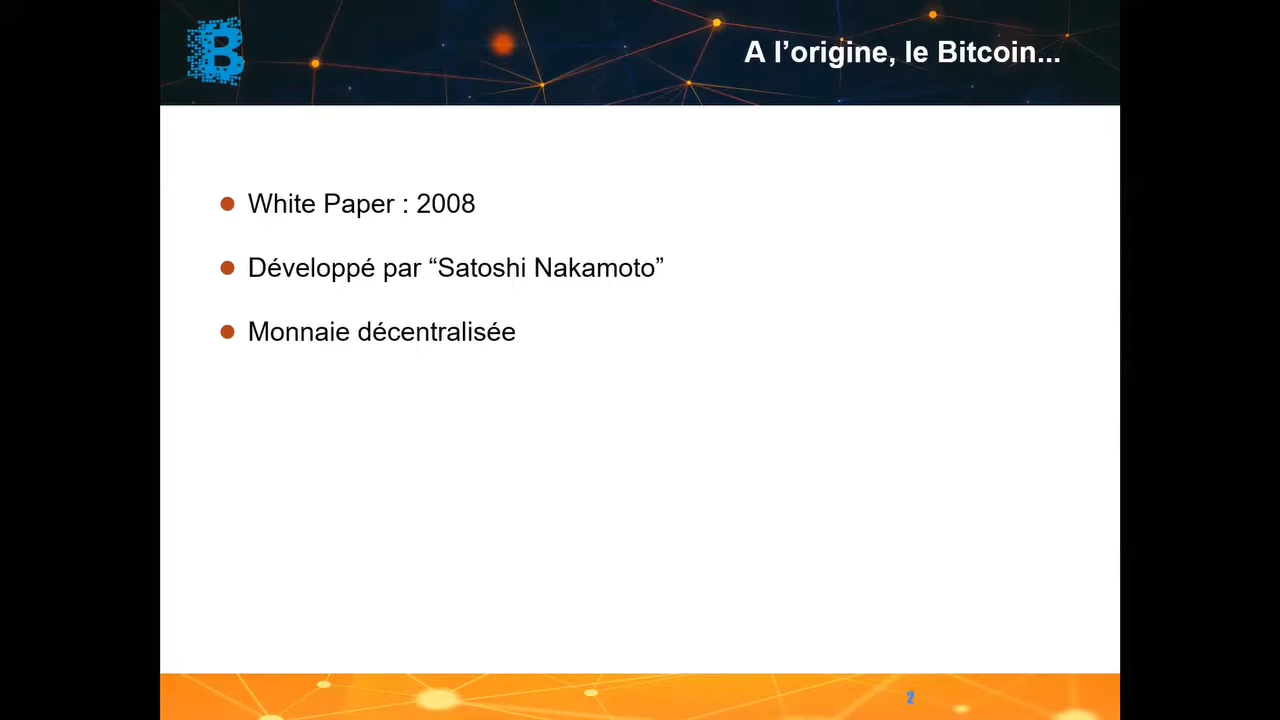 A l’origine, le Bitcoin...
White Paper : 2008
Développé par “Satoshi Nakamoto”
Monnaie décentralisée
2